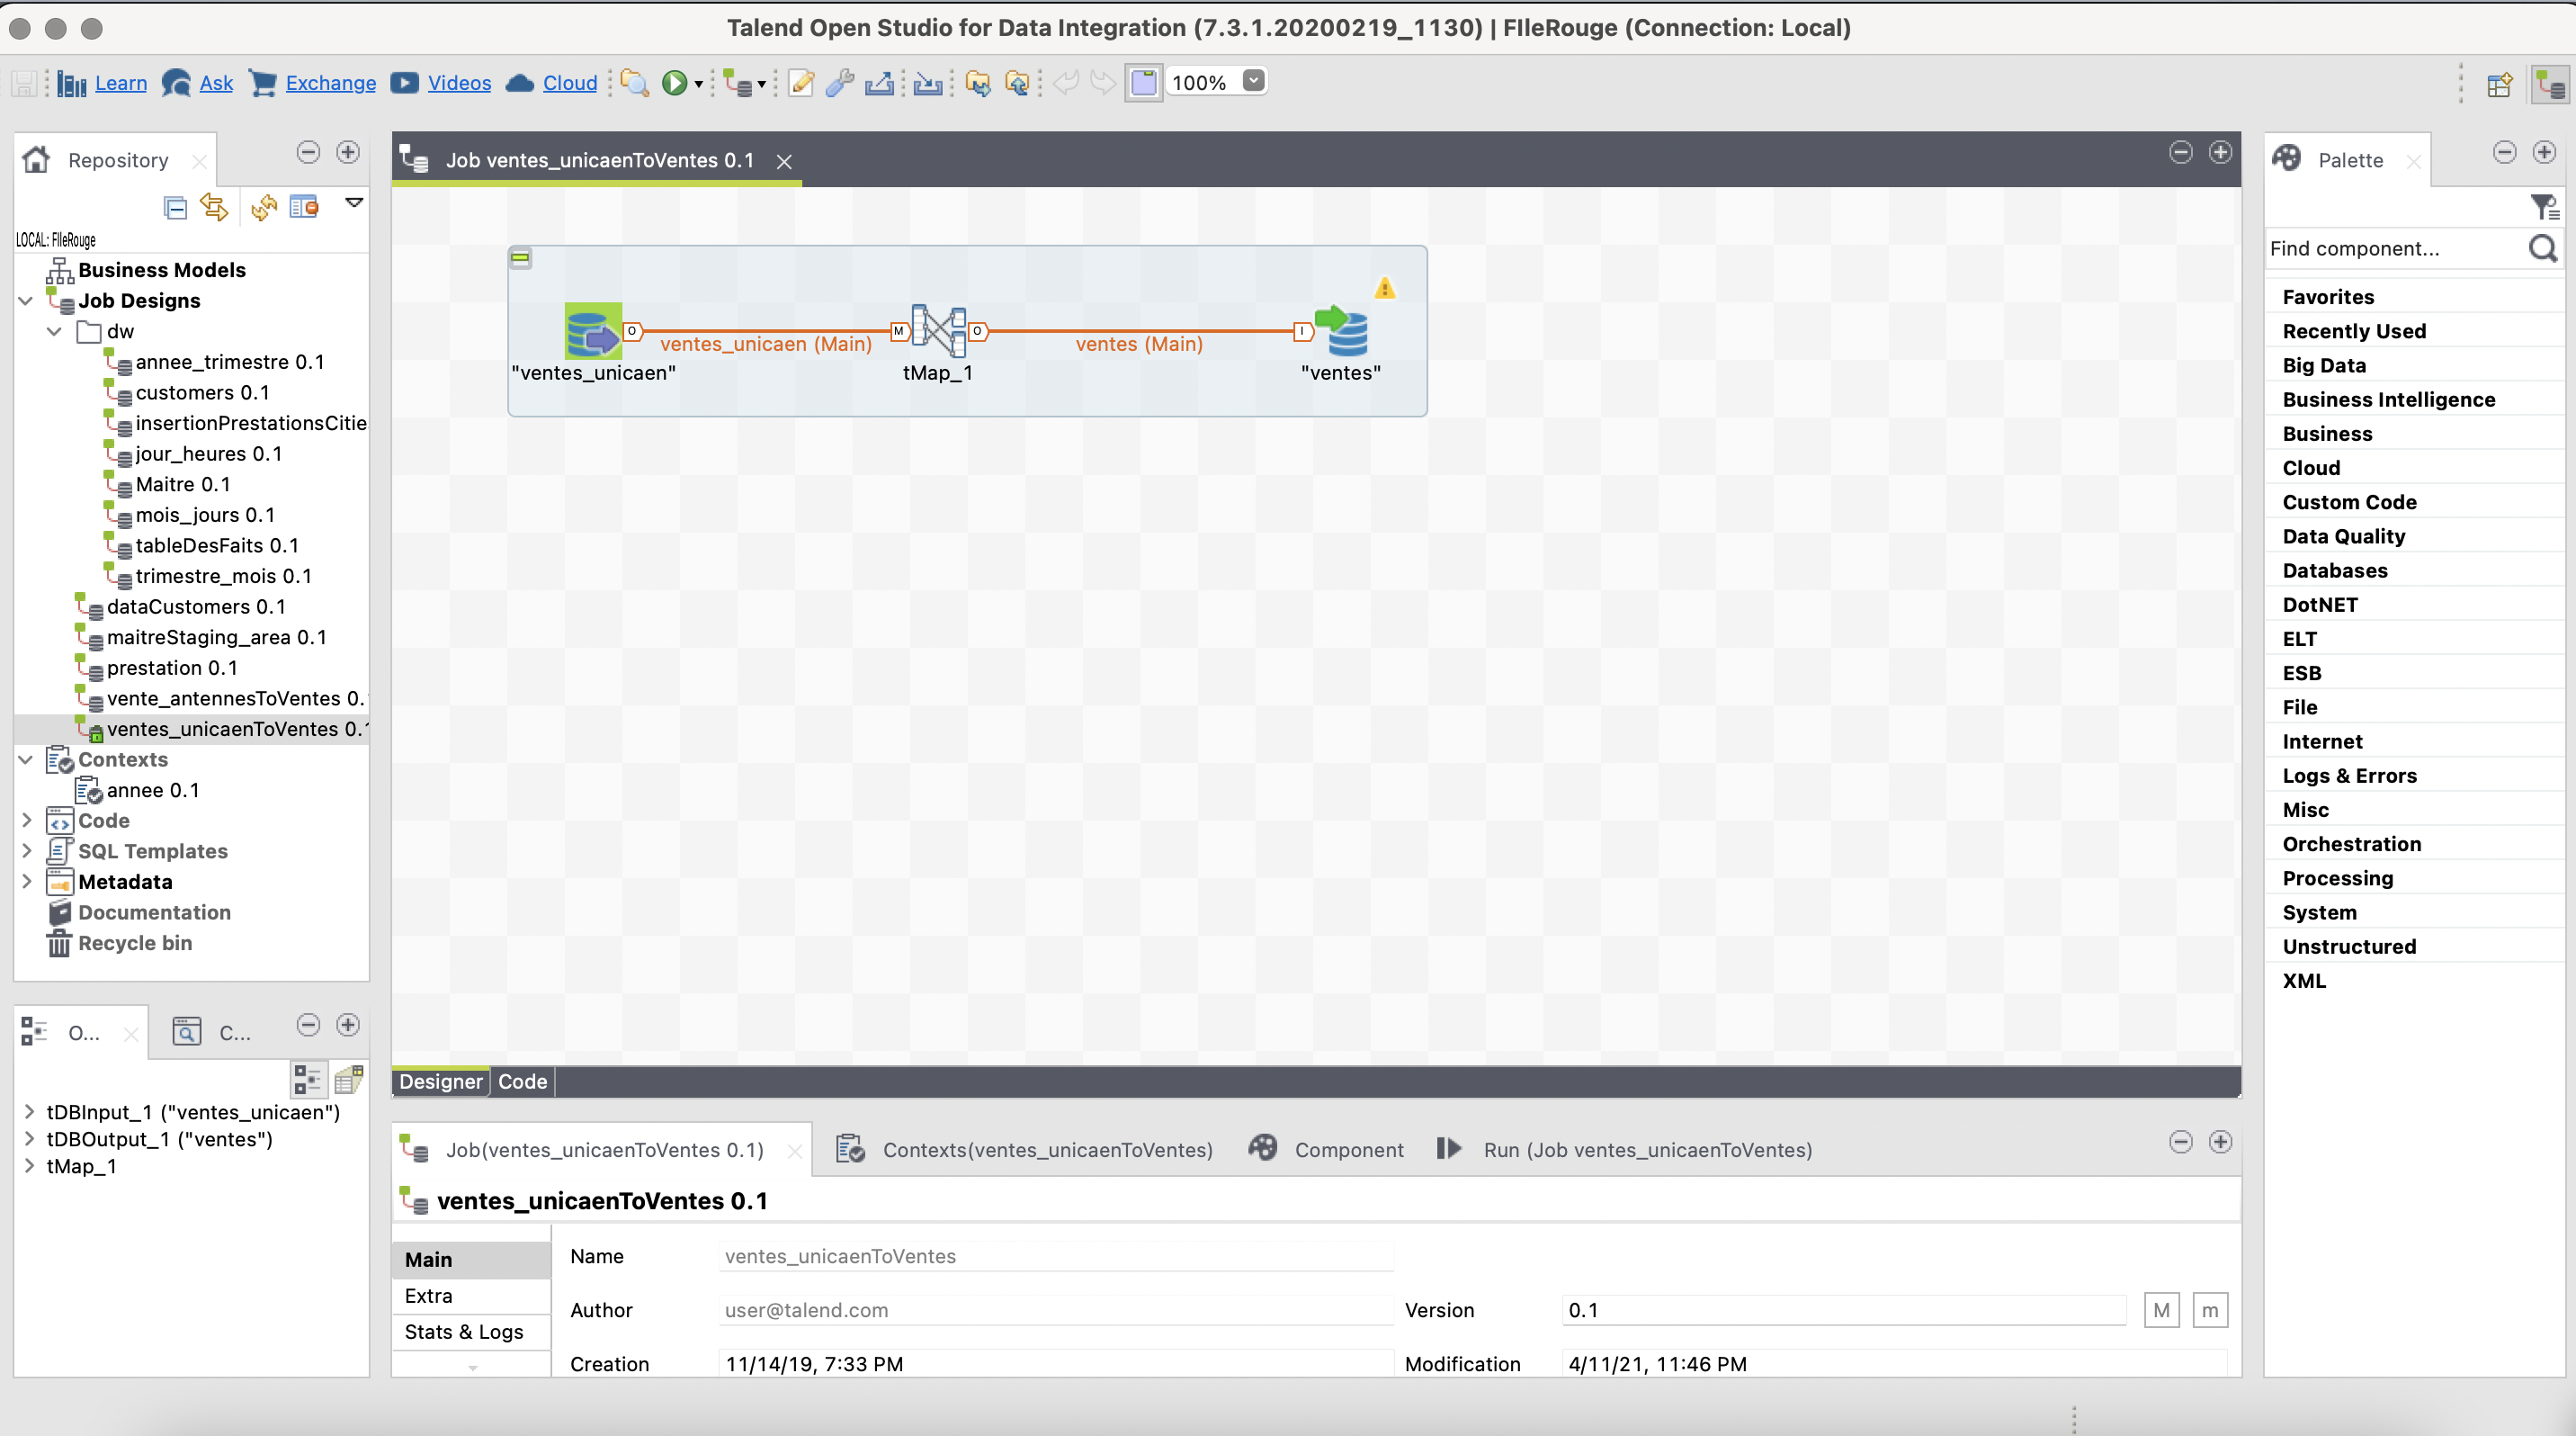 Talend Open Studio for Data Integration (7.3.1.20200219_1130) | FIleRouge (Connection: Local)
Learn Ask Exchange Videos Cloud 100%
Repository
LOCAL: FIleRouge
Business Models
Job Designs
dw
annee_trimestre 0.1
customers 0.1
insertionPrestationsCitie
jour_heures 0.1
Maitre 0.1
mois_jours 0.1
tableDesFaits 0.1
trimestre_mois 0.1
dataCustomers 0.1
maitreStaging_area 0.1
prestation 0.1
vente_antennesToVentes 0.
ventes_unicaenToVentes 0.1
Contexts
annee 0.1
Code
SQL Templates
Metadata
Documentation
Recycle bin
O... C...
tDBInput_1 ("ventes_unicaen")
tDBOutput_1 ("ventes")
tMap_1
Job ventes_unicaenToVentes 0.1
O M O I
ventes_unicaen (Main) ventes (Main)
"ventes_unicaen" tMap_1 "ventes"
Designer Code
Job(ventes_unicaenToVentes 0.1) Contexts(ventes_unicaenToVentes) Component Run (Job ventes_unicaenToVentes)
ventes_unicaenToVentes 0.1
Main
Extra
Stats & Logs
Name ventes_unicaenToVentes
Author user@talend.com Version 0.1 M m
Creation 11/14/19, 7:33 PM Modification 4/11/21, 11:46 PM
Palette
Find component...
Favorites
Recently Used
Big Data
Business Intelligence
Business
Cloud
Custom Code
Data Quality
Databases
DotNET
ELT
ESB
File
Internet
Logs & Errors
Misc
Orchestration
Processing
System
Unstructured
XML